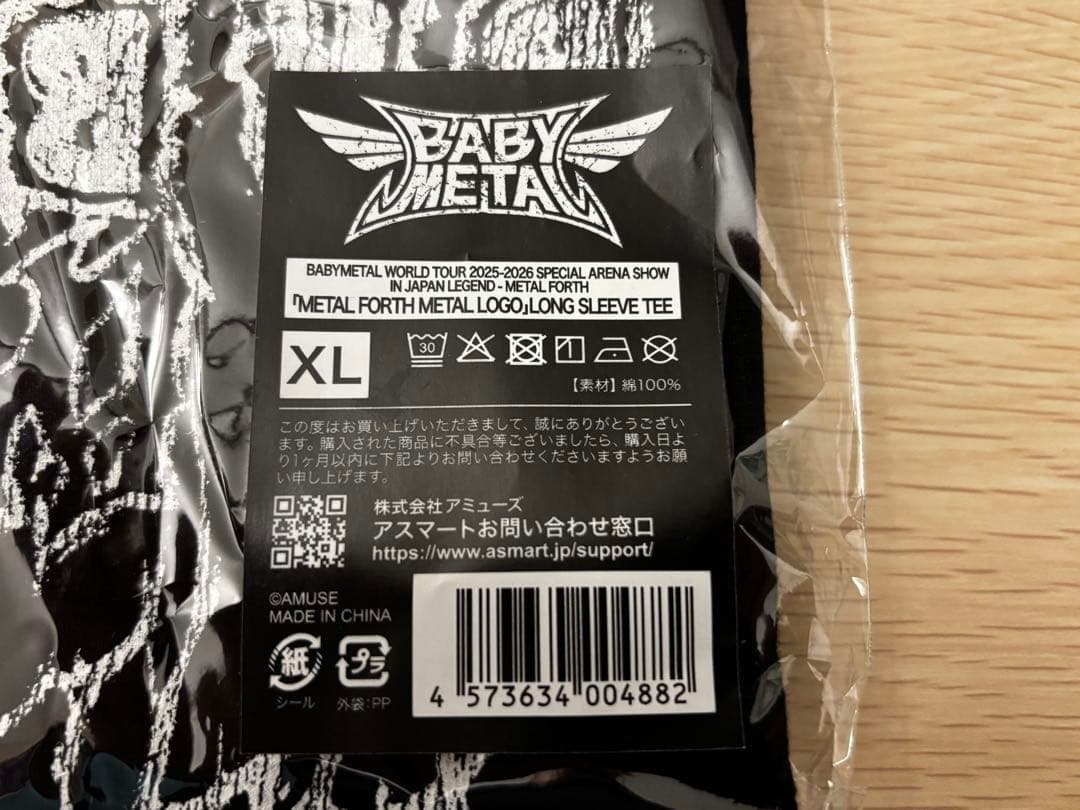 BABY
METAL
BABYMETAL WORLD TOUR 2025-2026 SPECIAL ARENA SHOW
IN JAPAN LEGEND - METAL FORTH
「METAL FORTH METAL LOGO」LONG SLEEVE TEE
XL
30
【素材】綿100%
この度はお買い上げいただきまして、誠にありがとうござい
ます。購入された商品に不具合等ございましたら、購入日よ
り1ヶ月以内に下記よりお問い合わせくださいますようお願
い申し上げます。
株式会社アミューズ
アスマートお問い合わせ窓口
https://www.asmart.jp/support/
©AMUSE
MADE IN CHINA
紙
プラ
シール
外袋:PP
4 573634 004882